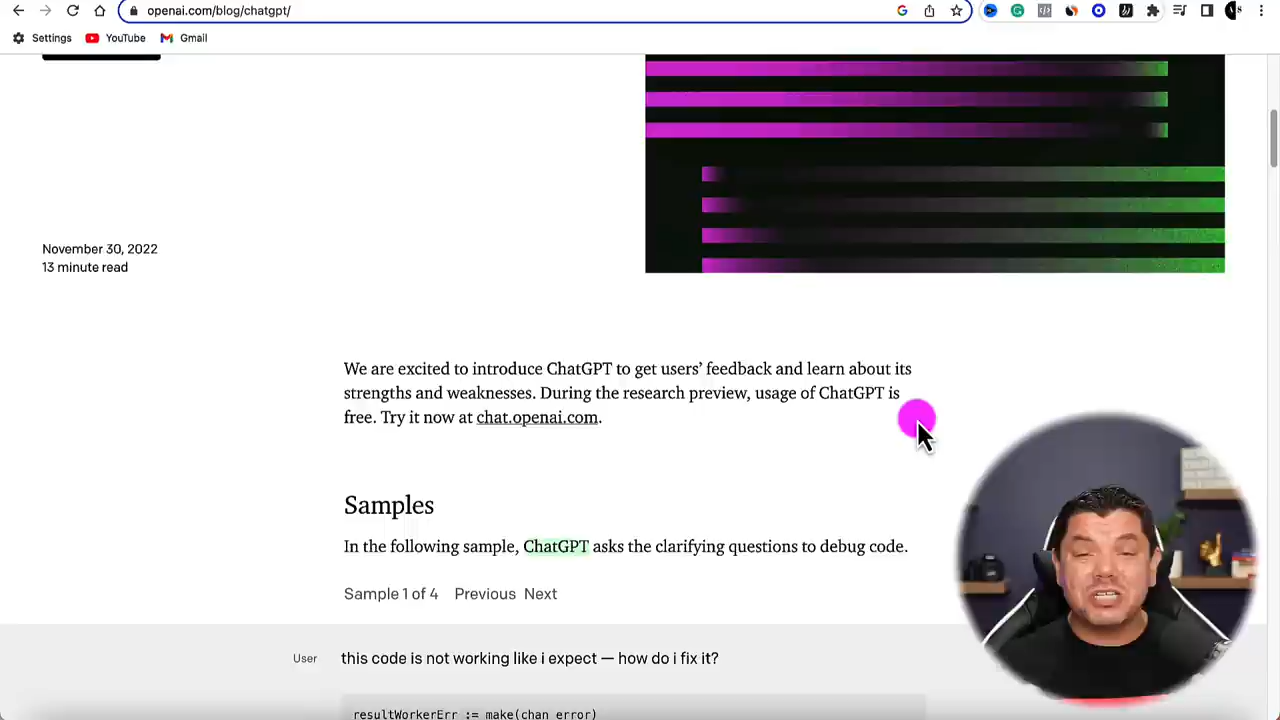 openai.com/blog/chatgpt/
Settings YouTube Gmail
November 30, 2022
13 minute read
We are excited to introduce ChatGPT to get users’ feedback and learn about its
strengths and weaknesses. During the research preview, usage of ChatGPT is
free. Try it now at chat.openai.com.
Samples
In the following sample, ChatGPT asks the clarifying questions to debug code.
Sample 1 of 4 Previous Next
User this code is not working like i expect — how do i fix it?
resultWorkerErr := make(chan error)